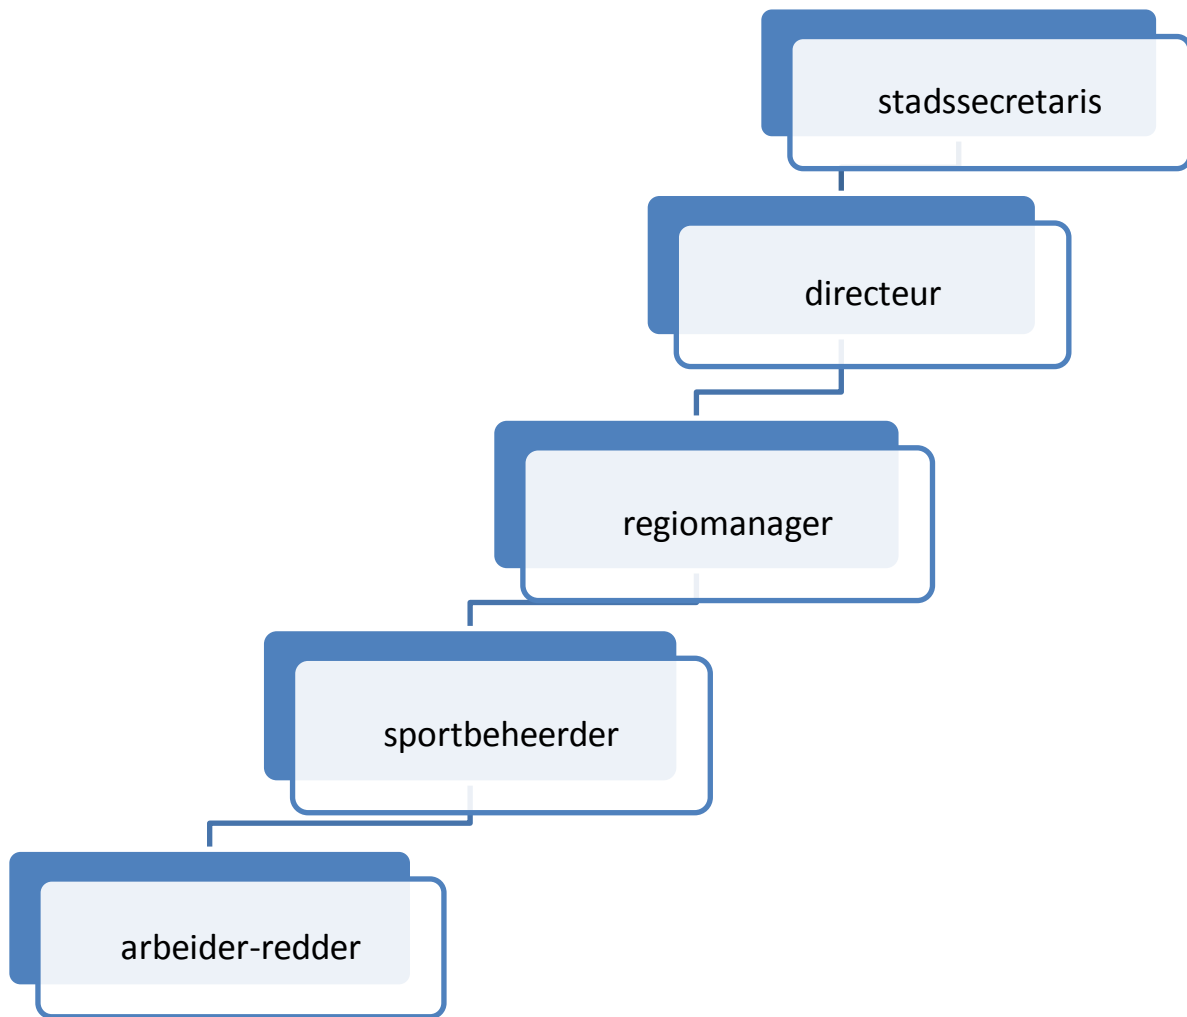 stadssecretaris
directeur
regiomanager
sportbeheerder
arbeider-redder